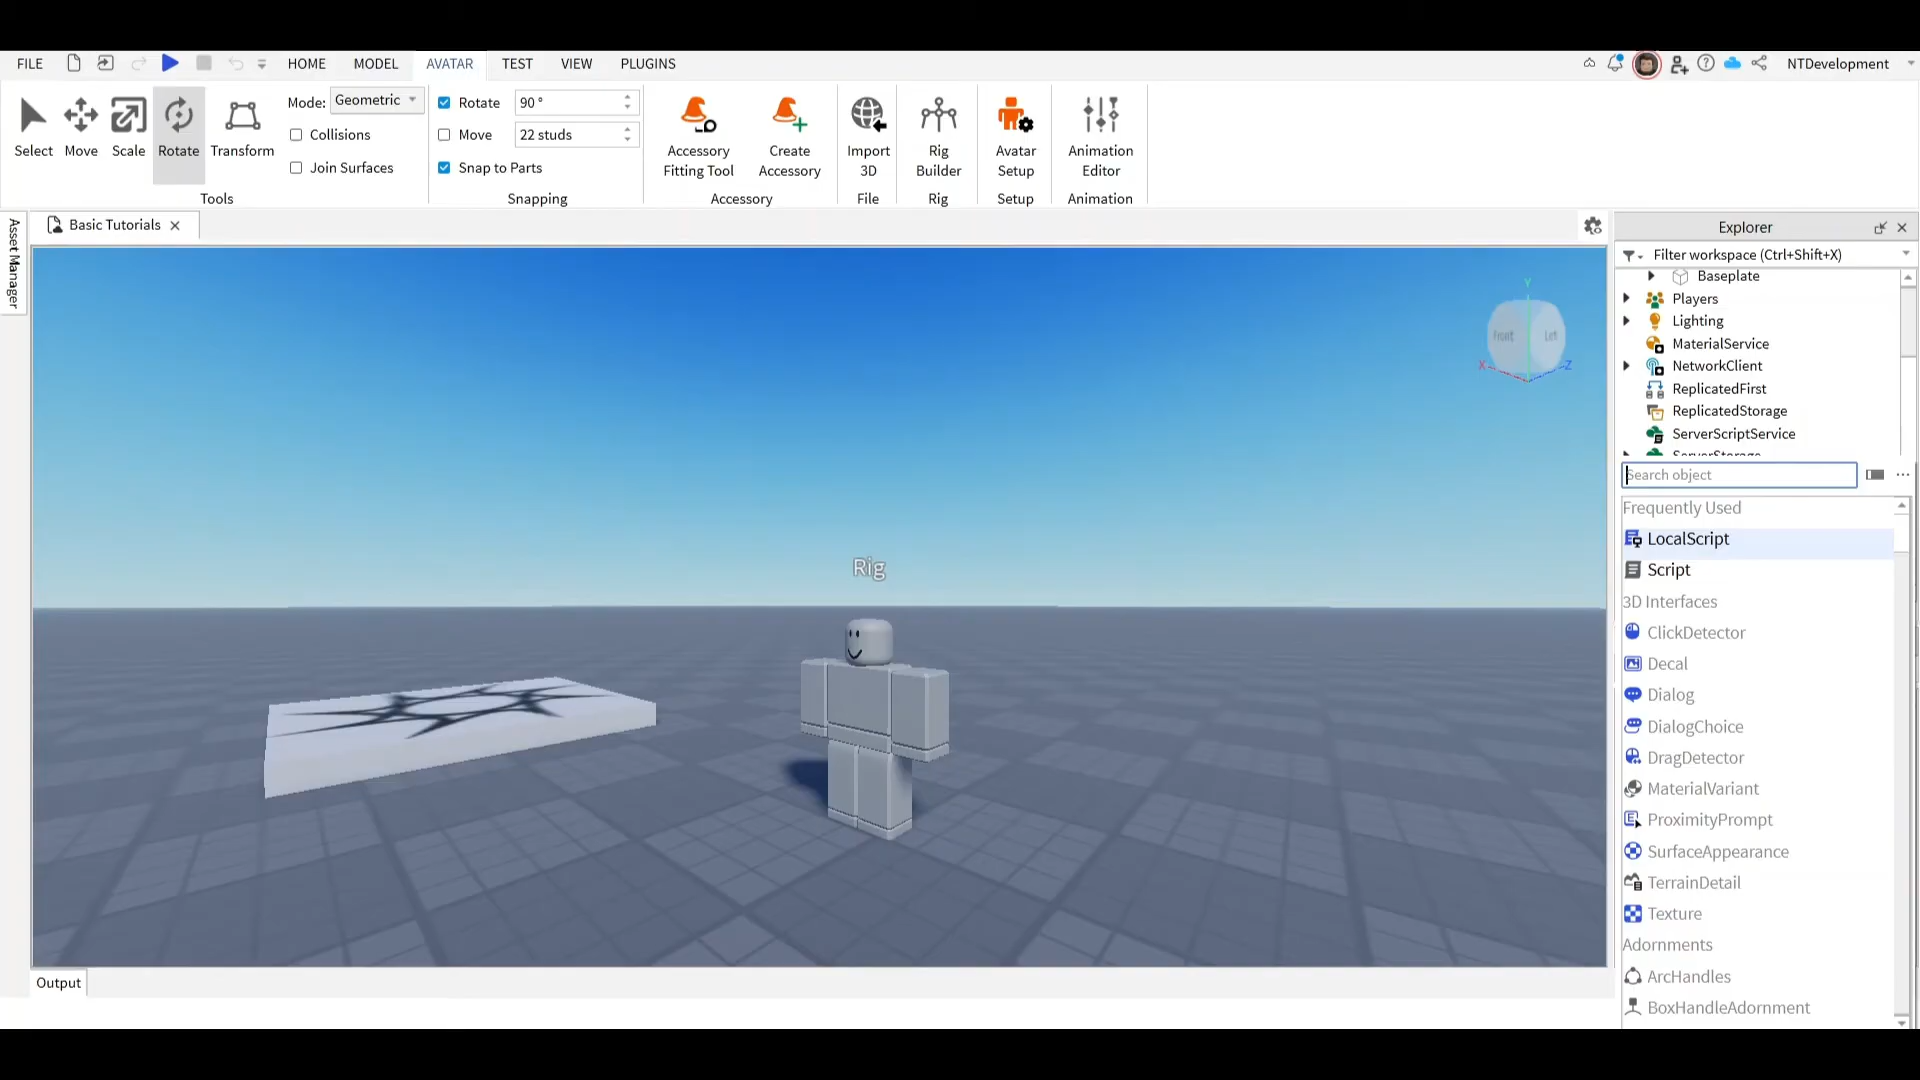 FILE HOME MODEL AVATAR TEST VIEW PLUGINS NTDevelopment
Select Move Scale Rotate Transform
Mode: Geometric
Collisions
Join Surfaces
Tools
Rotate 90 °
Move 22 studs
Snap to Parts
Snapping
Accessory
Fitting Tool
Create
Accessory
Accessory
Import
3D
File
Rig
Builder
Rig
Avatar
Setup
Setup
Animation
Editor
Animation
Asset Manager
Basic Tutorials
Y
Front
X
Z
Rig
Output
Explorer
Filter workspace (Ctrl+Shift+X)
Baseplate
Players
Lighting
MaterialService
NetworkClient
ReplicatedFirst
ReplicatedStorage
ServerScriptService
ServerStorage
Search object
Frequently Used
LocalScript
Script
3D Interfaces
ClickDetector
Decal
Dialog
DialogChoice
DragDetector
MaterialVariant
ProximityPrompt
SurfaceAppearance
TerrainDetail
Texture
Adornments
ArcHandles
BoxHandleAdornment